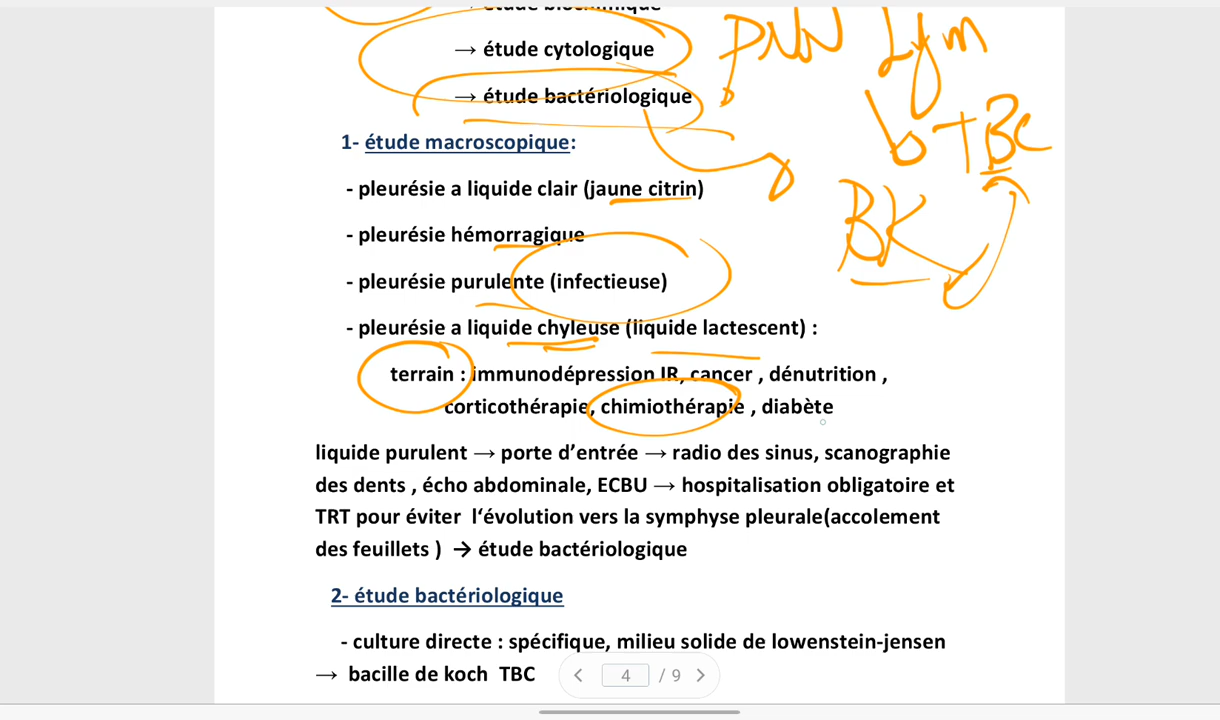 → étude biochimique
→ étude cytologique
PNN Lym
→ étude bactériologique
TBC
1- étude macroscopique:
- pleurésie a liquide clair (jaune citrin)
BK
- pleurésie hémorragique
- pleurésie purulente (infectieuse)
- pleurésie a liquide chyleuse (liquide lactescent) :
terrain : immunodépression IR, cancer , dénutrition ,
corticothérapie, chimiothérapie , diabète
liquide purulent → porte d’entrée → radio des sinus, scanographie
des dents , écho abdominale, ECBU → hospitalisation obligatoire et
TRT pour éviter l‘évolution vers la symphyse pleurale(accolement
des feuillets ) → étude bactériologique
2- étude bactériologique
- culture directe : spécifique, milieu solide de lowenstein-jensen
→ bacille de koch TBC
4 / 9